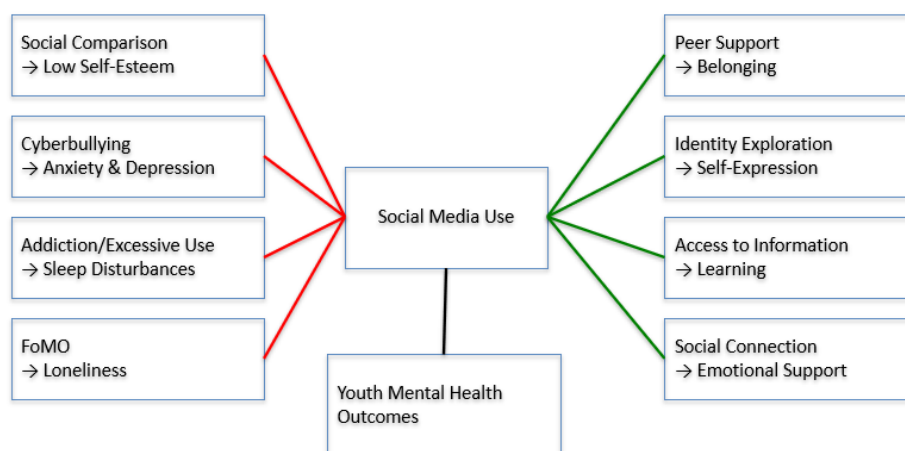 Social Comparison
→ Low Self-Esteem
Cyberbullying
→ Anxiety & Depression
Addiction/Excessive Use
→ Sleep Disturbances
FoMO
→ Loneliness
Social Media Use
Youth Mental Health
Outcomes
Peer Support
→ Belonging
Identity Exploration
→ Self-Expression
Access to Information
→ Learning
Social Connection
→ Emotional Support